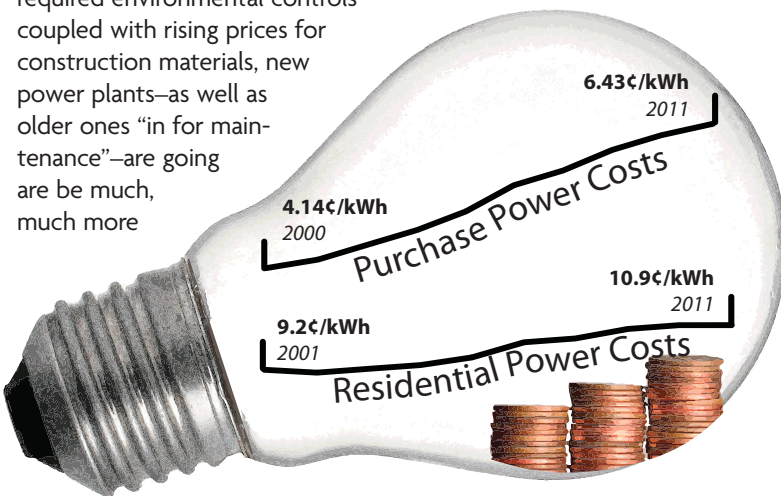 required environmental controls
coupled with rising prices for
construction materials, new
power plants–as well as
older ones “in for main-
tenance”–are going
are be much,
much more
6.43¢/kWh
2011
4.14¢/kWh
2000
Purchase Power Costs
10.9¢/kWh
2011
9.2¢/kWh
2001
Residential Power Costs